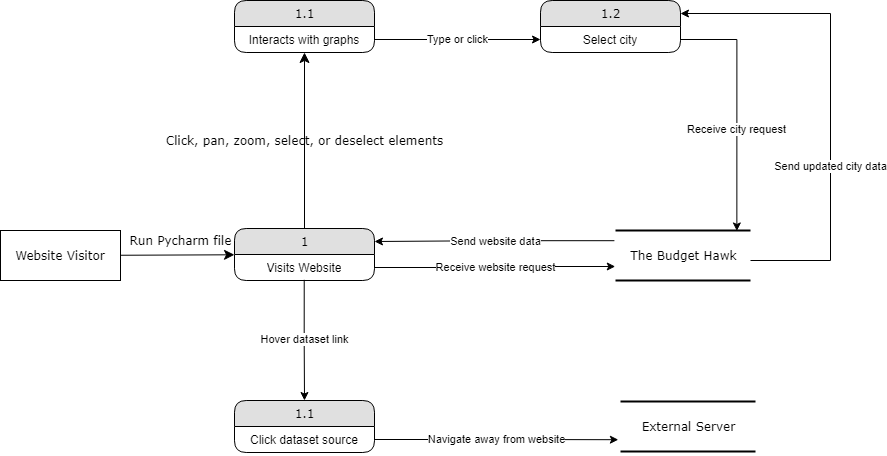 1.1
Interacts with graphs
Type or click
1.2
Select city
Receive city request
Click, pan, zoom, select, or deselect elements
Send updated city data
Website Visitor
Run Pycharm file
1
Visits Website
Send website data
Receive website request
The Budget Hawk
Hover dataset link
1.1
Click dataset source
Navigate away from website
External Server